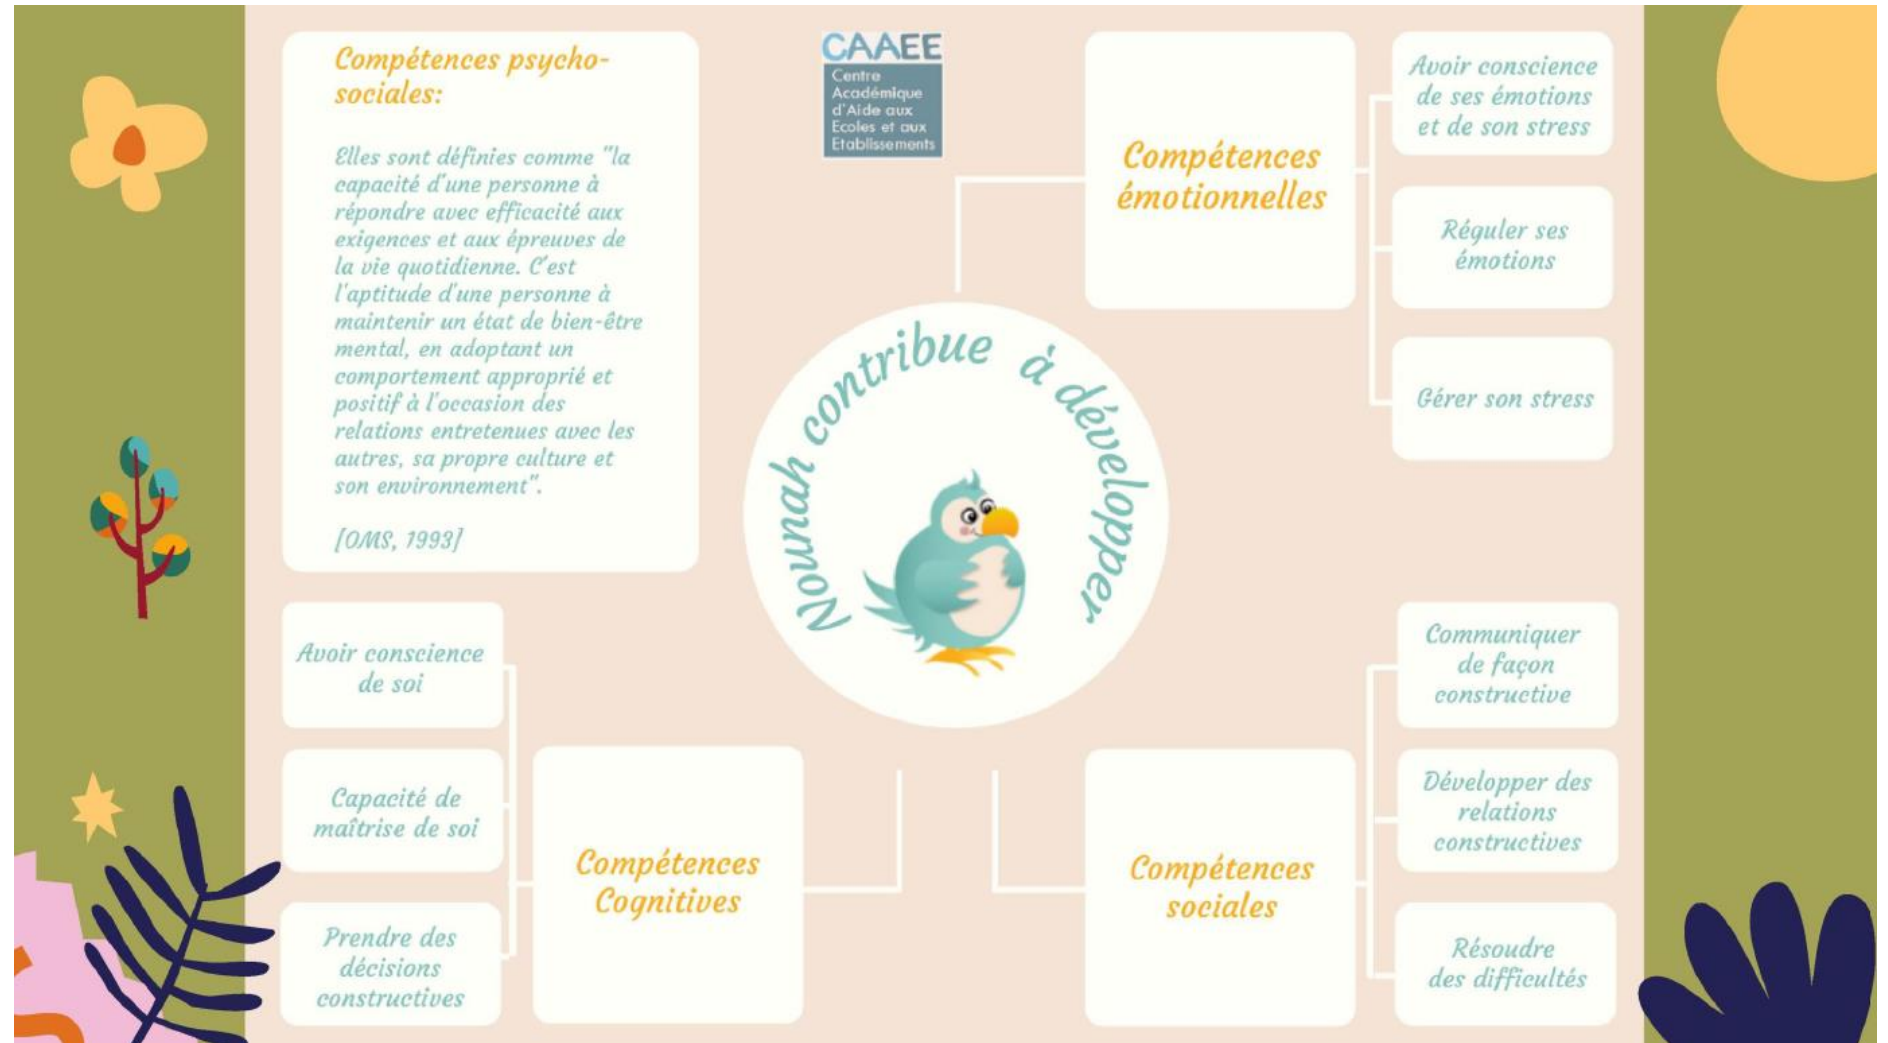 Compétences psycho-
sociales:
Elles sont définies comme "la
capacité d'une personne à
répondre avec efficacité aux
exigences et aux épreuves de
la vie quotidienne. C'est
l'aptitude d'une personne à
maintenir un état de bien-être
mental, en adoptant un
comportement approprié et
positif à l'occasion des
relations entretenues avec les
autres, sa propre culture et
son environnement".
[OMS, 1993]
CAAEE
Centre
Académique
d'Aide aux
Ecoles et aux
Etablissements
Nounah contribue à développer
Compétences
émotionnelles
Avoir conscience
de ses émotions
et de son stress
Réguler ses
émotions
Gérer son stress
Avoir conscience
de soi
Capacité de
maîtrise de soi
Prendre des
décisions
constructives
Compétences
Cognitives
Compétences
sociales
Communiquer
de façon
constructive
Développer des
relations
constructives
Résoudre
des difficultés